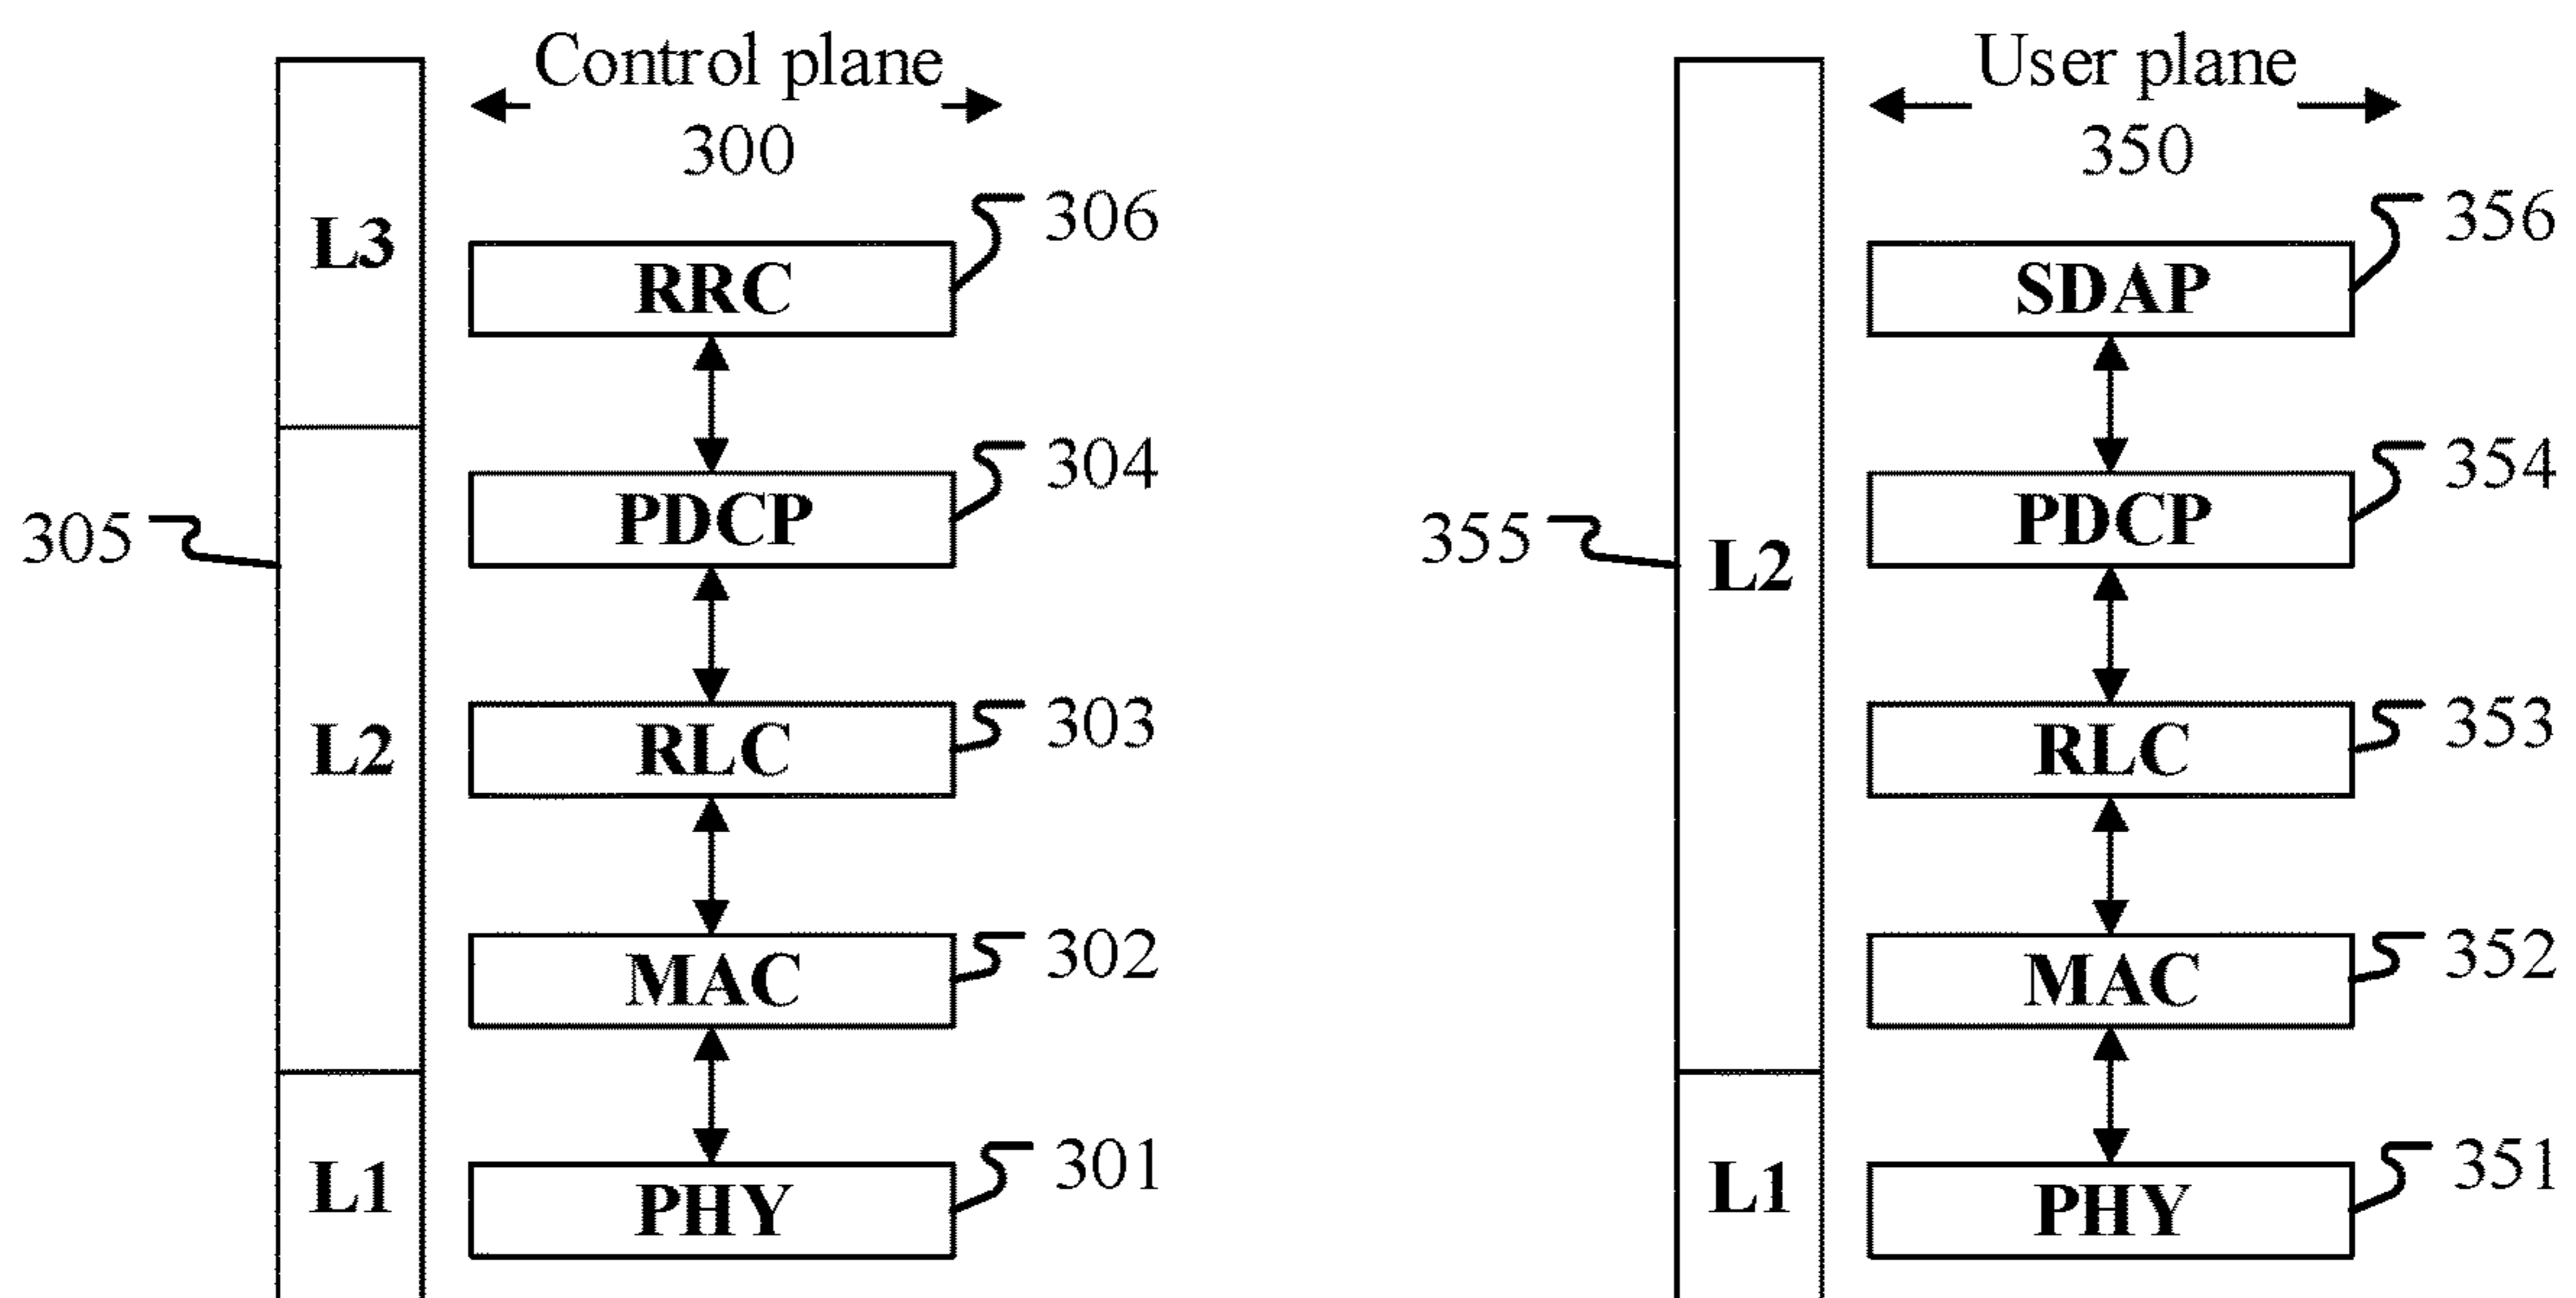 Control plane
300
L3
RRC
306
PDCP
304
305
L2
RLC
303
MAC
302
L1
PHY
301
User plane
350
SDAP
356
PDCP
354
355
L2
RLC
353
MAC
352
L1
PHY
351